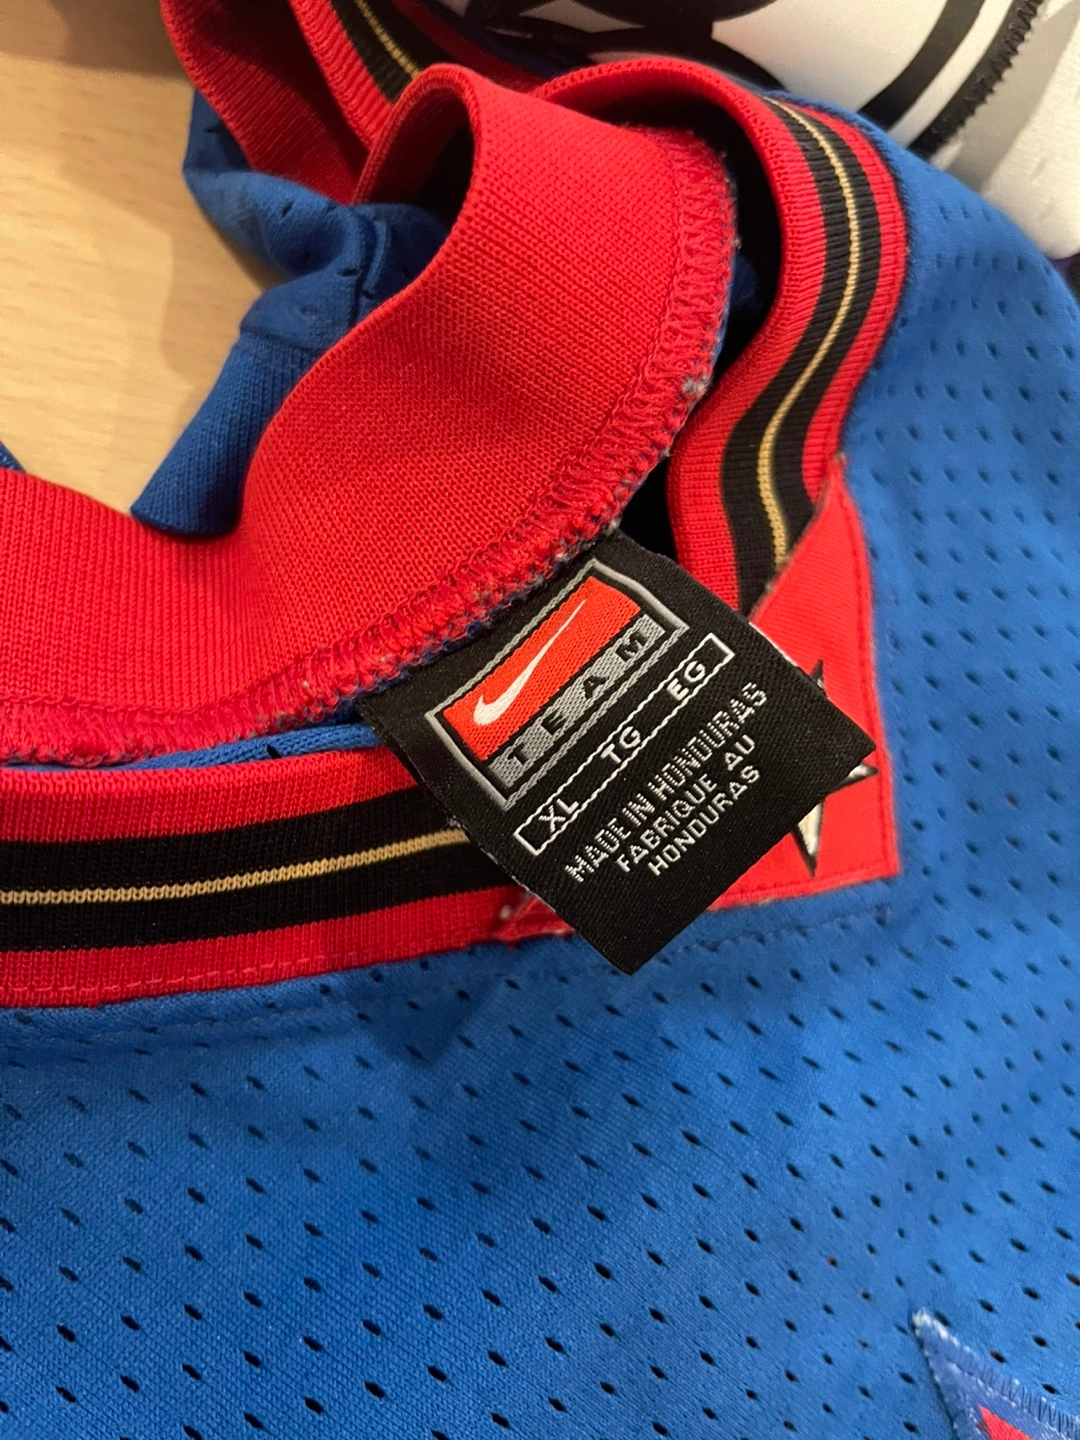 TEAM
XL TG EG
MADE IN HONDURAS
FABRIQUE AU
HONDURAS